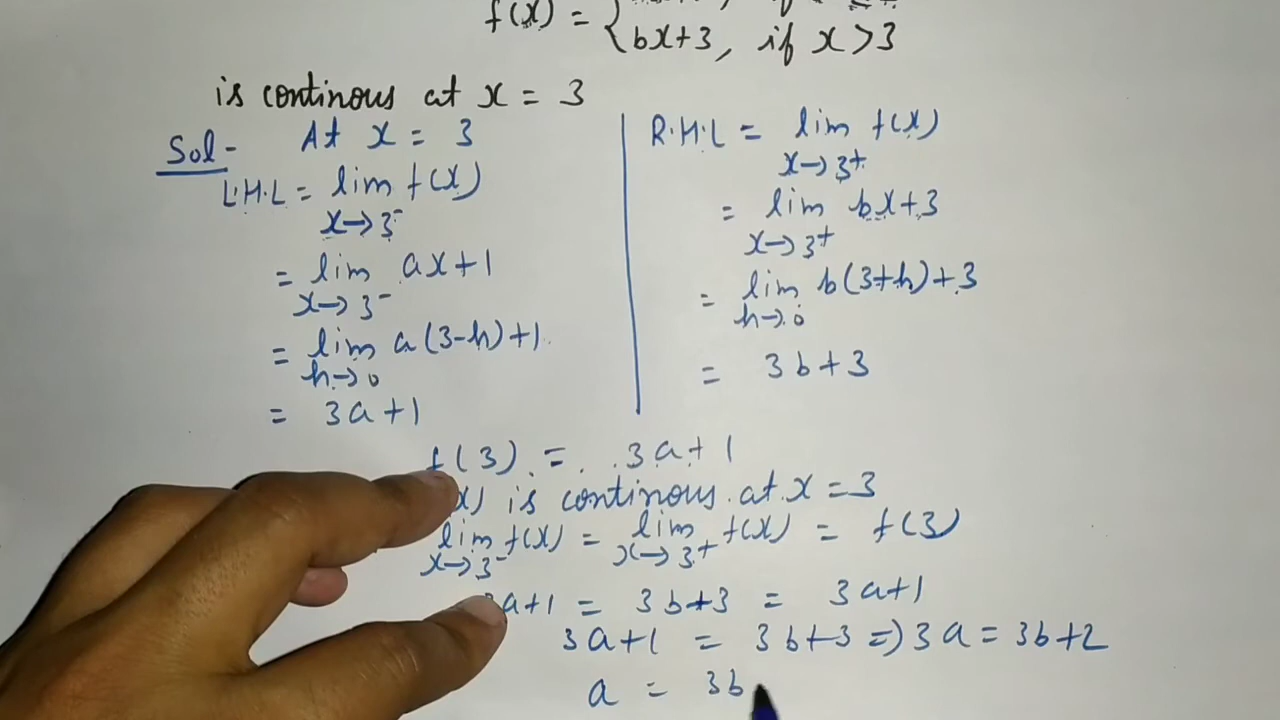 f(x) = {
bx+3, if x>3
is continous at x = 3
Sol- At x = 3
L.H.L = lim f(x)
x→3⁻
= lim ax+1
x→3⁻
= lim a(3-h)+1
h→0
= 3a+1
R.H.L = lim f(x)
x→3⁺
= lim bx+3
x→3⁺
= lim b(3+h)+3
h→0
= 3b+3
f(3) = 3a+1
(x) is continous at x=3
lim f(x) = lim f(x) = f(3)
x→3⁻ x→3⁺
3a+1 = 3b+3 = 3a+1
3a+1 = 3b+3 ⇒ 3a = 3b+2
a = 3b